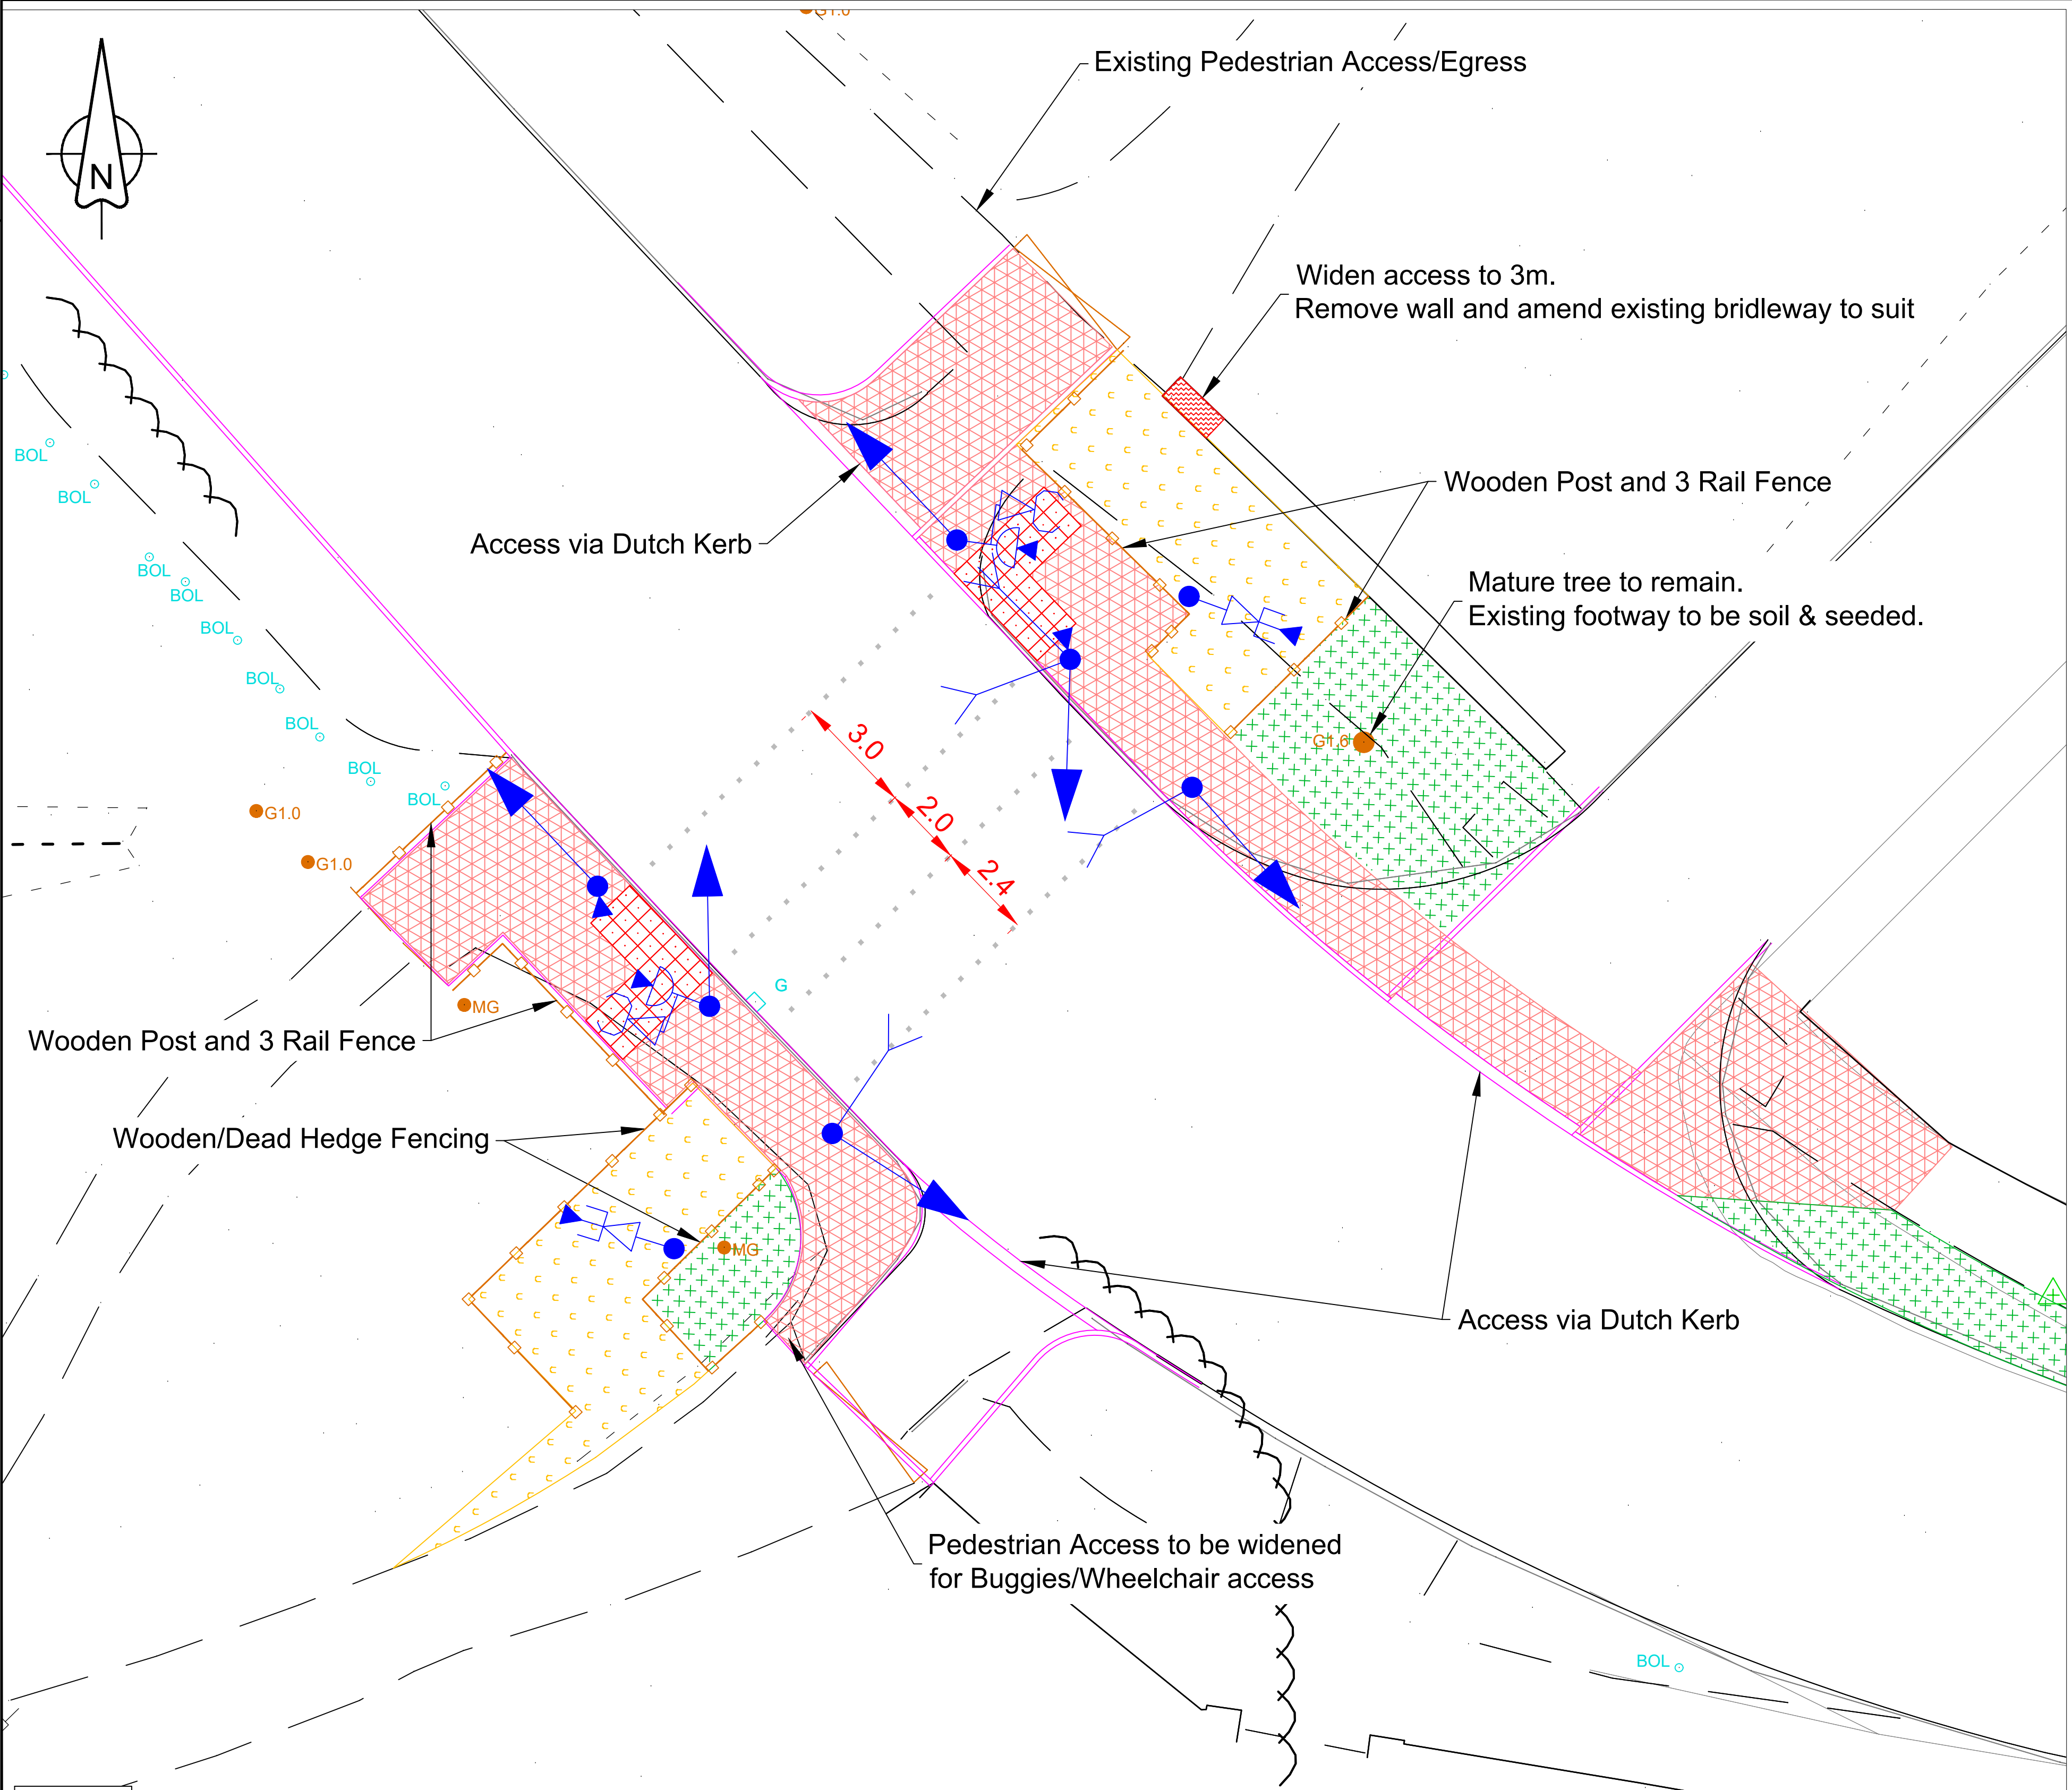 G1.0
Existing Pedestrian Access/Egress
N
Widen access to 3m.
Remove wall and amend existing bridleway to suit
BOL
BOL
Wooden Post and 3 Rail Fence
Access via Dutch Kerb
BOL
BOL
Mature tree to remain.
Existing footway to be soil & seeded.
BOL
BOL
BOL
3.0
G1.6
BOL
BOL
2.0
G1.0
G1.0
2.4
G
MG
Wooden Post and 3 Rail Fence
Wooden/Dead Hedge Fencing
MG
Access via Dutch Kerb
Pedestrian Access to be widened
for Buggies/Wheelchair access
BOL